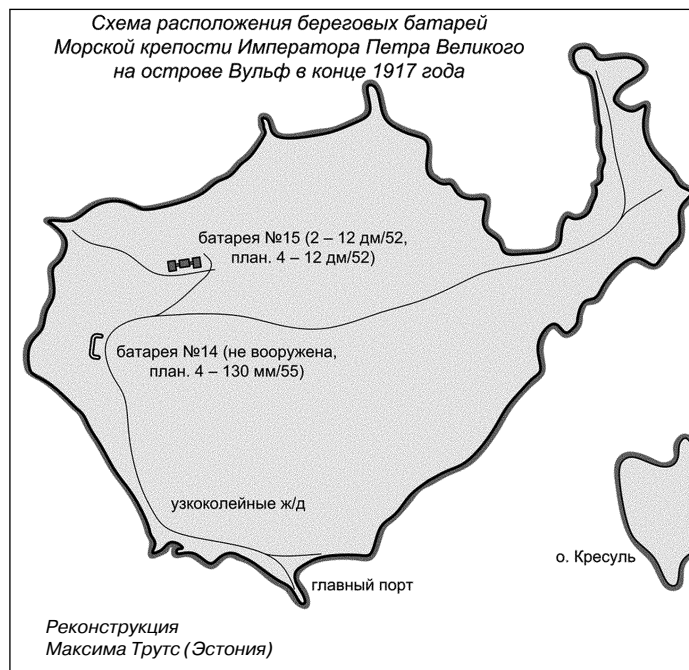 Схема расположения береговых батарей
Морской крепости Императора Петра Великого
на острове Вульф в конце 1917 года
батарея №15 (2 – 12 дм/52,
план. 4 – 12 дм/52)
батарея №14 (не вооружена,
план. 4 – 130 мм/55)
узкоколейные ж/д
о. Кресуль
главный порт
Реконструкция
Максима Трутс (Эстония)